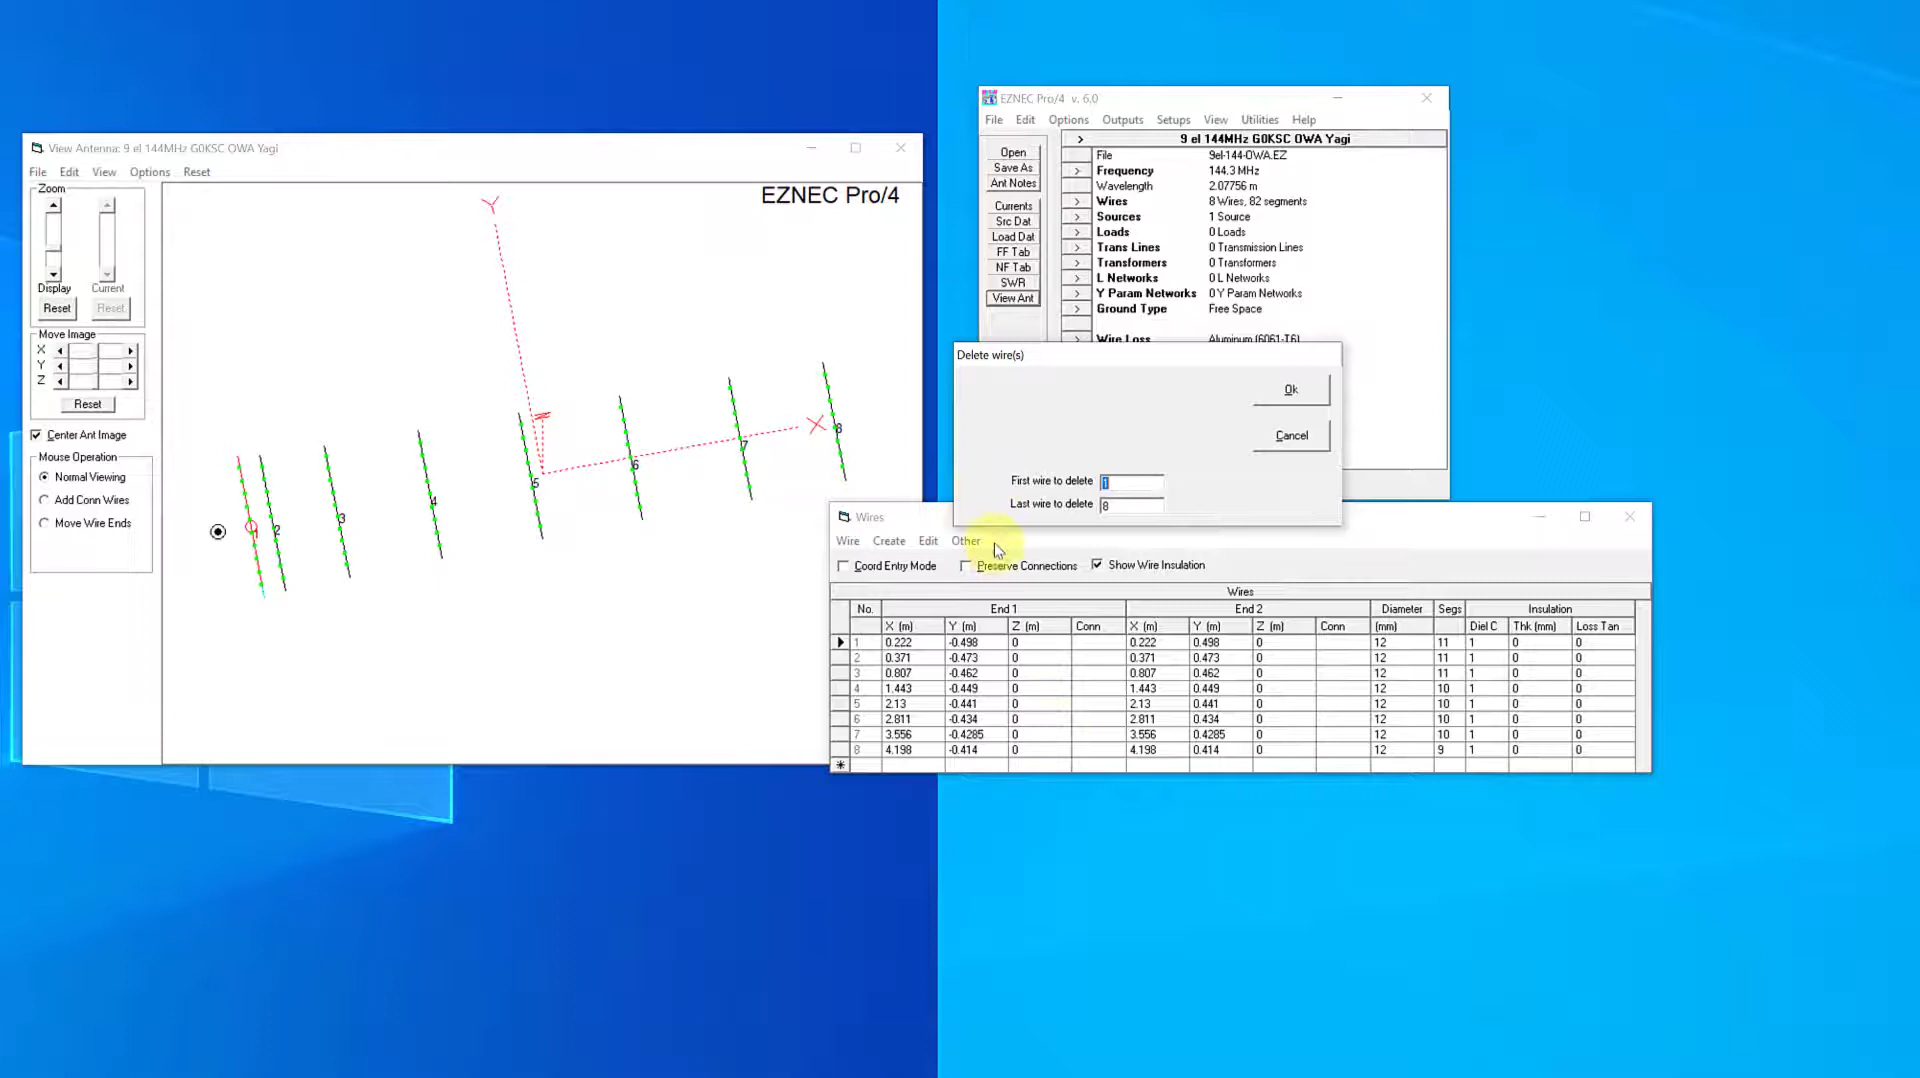 View Antenna: 9 el 144MHz G0KSC OWA Yagi
File Edit View Options Reset
Zoom
Display Current
Reset Reset
Move Image
X
Y
Z
Reset
Center Ant Image
Mouse Operation
Normal Viewing
Add Conn Wires
Move Wire Ends
EZNEC Pro/4
Y
X
2
3
4
5
6
7
8
EZNEC Pro/4 v. 6.0
File Edit Options Outputs Setups View Utilities Help
Open
Save As
Ant Notes
Currents
Src Dat
Load Dat
FF Tab
NF Tab
SWR
View Ant
> 9 el 144MHz G0KSC OWA Yagi
File 9el-144-OWA.EZ
> Frequency 144.3 MHz
Wavelength 2.07756 m
> Wires 8 Wires, 82 segments
> Sources 1 Source
> Loads 0 Loads
> Trans Lines 0 Transmission Lines
> Transformers 0 Transformers
> L Networks 0 L Networks
> Y Param Networks 0 Y Param Networks
> Ground Type Free Space
Wire Loss Aluminum (6061-T6)
Delete wire(s)
Ok
Cancel
First wire to delete 1
Last wire to delete 8
Wires
Wire Create Edit Other
Coord Entry Mode Preserve Connections Show Wire Insulation
Wires
No. End 1 End 2 Diameter Segs Insulation
X (m) Y (m) Z (m) Conn X (m) Y (m) Z (m) Conn (mm) Diel C Thk (mm) Loss Tan
1 0.222 -0.498 0 0.222 0.498 0 12 11 1 0 0
2 0.371 -0.473 0 0.371 0.473 0 12 11 1 0 0
3 0.807 -0.462 0 0.807 0.462 0 12 11 1 0 0
4 1.443 -0.449 0 1.443 0.449 0 12 10 1 0 0
5 2.13 -0.441 0 2.13 0.441 0 12 10 1 0 0
6 2.811 -0.434 0 2.811 0.434 0 12 10 1 0 0
7 3.556 -0.4285 0 3.556 0.4285 0 12 10 1 0 0
8 4.198 -0.414 0 4.198 0.414 0 12 9 1 0 0